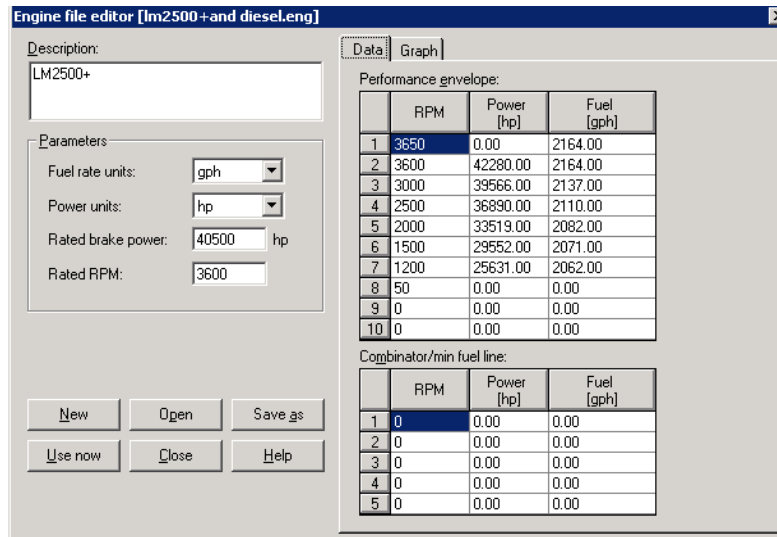 Engine file editor [lm2500+and diesel.eng]
Description:
LM2500+
Parameters
Fuel rate units: gph
Power units: hp
Rated brake power: 40500 hp
Rated RPM: 3600
New Open Save as
Use now Close Help
Data Graph
Performance envelope:
RPM Power [hp] Fuel [gph]
1 3650 0.00 2164.00
2 3600 42280.00 2164.00
3 3000 39566.00 2137.00
4 2500 36890.00 2110.00
5 2000 33519.00 2082.00
6 1500 29552.00 2071.00
7 1200 25631.00 2062.00
8 50 0.00 0.00
9 0 0.00 0.00
10 0 0.00 0.00
Combinator/min fuel line:
RPM Power [hp] Fuel [gph]
1 0 0.00 0.00
2 0 0.00 0.00
3 0 0.00 0.00
4 0 0.00 0.00
5 0 0.00 0.00